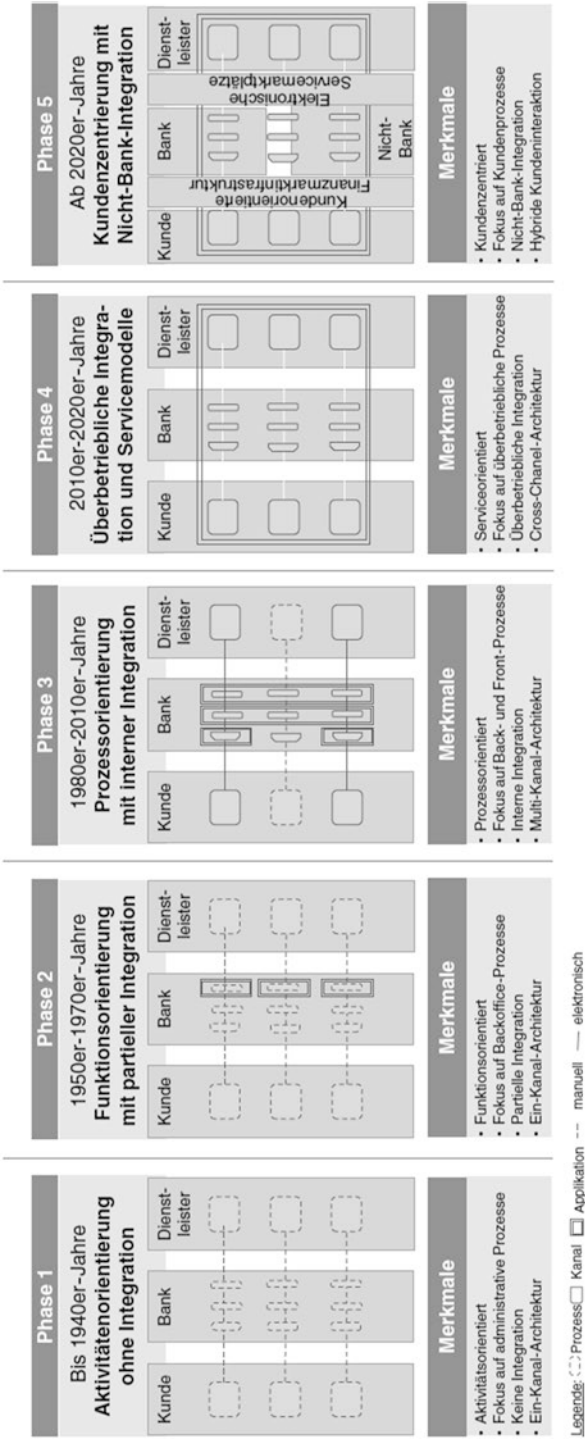 Phase 1
Bis 1940er-Jahre
Aktivitätenorientierung
ohne Integration
Kunde
Bank
Dienst-
leister
Merkmale
• Aktivitätsorientiert
• Fokus auf administrative Prozesse
• Keine Integration
• Ein-Kanal-Architektur
Phase 2
1950er-1970er-Jahre
Funktionsorientierung
mit partieller Integration
Kunde
Bank
Dienst-
leister
Merkmale
• Funktionsorientiert
• Fokus auf Backoffice-Prozesse
• Partielle Integration
• Ein-Kanal-Architektur
Phase 3
1980er-2010er-Jahre
Prozessorientierung
mit interner Integration
Kunde
Bank
Dienst-
leister
Merkmale
• Prozessorientiert
• Fokus auf Back- und Front-Prozesse
• Interne Integration
• Multi-Kanal-Architektur
Phase 4
2010er-2020er-Jahre
Überbetriebliche Integra-
tion und Servicemodelle
Kunde
Bank
Dienst-
leister
Merkmale
• Serviceorientiert
• Fokus auf überbetriebliche Prozesse
• Überbetriebliche Integration
• Cross-Chanel-Architektur
Phase 5
Ab 2020er-Jahre
Kundenzentrierung mit
Nicht-Bank-Integration
Kunde
Kundenorientierte
Finanzmarktinfrastruktur
Bank
Nicht-
Bank
Elektronische
Servicemarktplätze
Dienst-
leister
Merkmale
• Kundenzentriert
• Fokus auf Kundenprozesse
• Nicht-Bank-Integration
• Hybride Kundeninteraktion
Legende: Prozess Kanal Applikation -- manuell — elektronisch